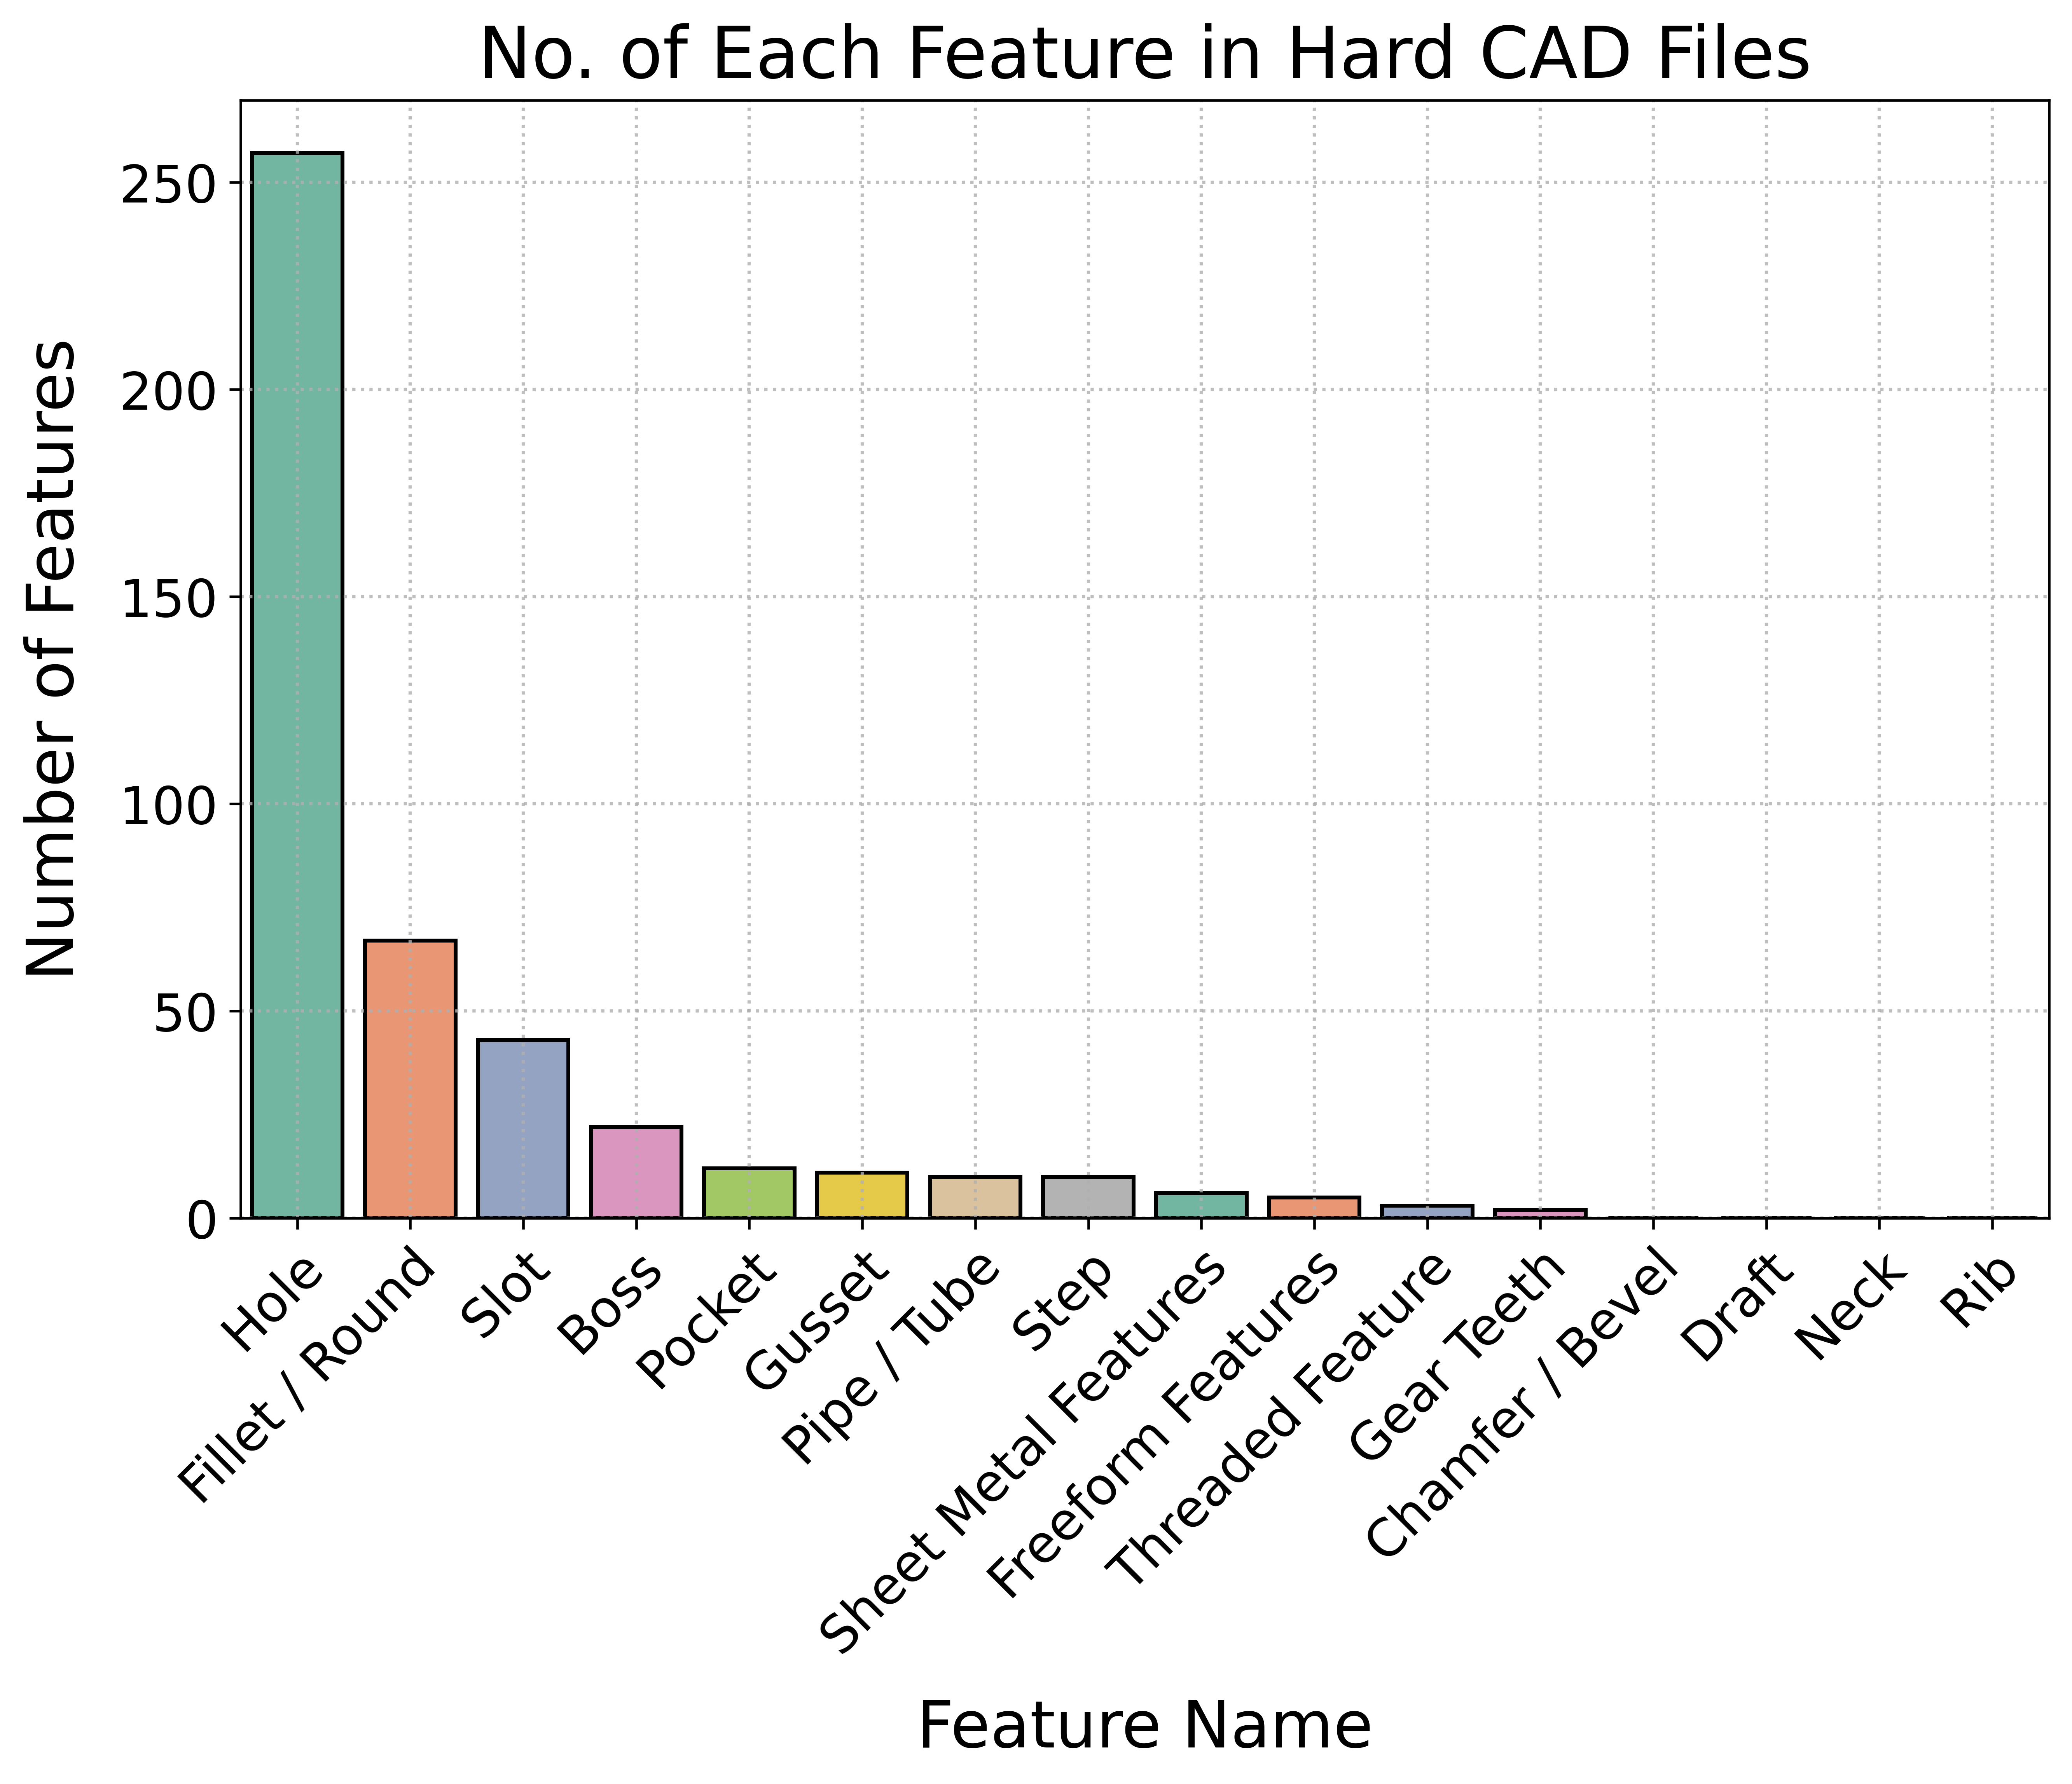 No. of Each Feature in Hard CAD Files
Number of Features
250
200
150
100
50
0
Hole
Fillet / Round
Slot
Boss
Pocket
Gusset
Pipe / Tube
Step
Sheet Metal Features
Freeform Features
Threaded Feature
Gear Teeth
Chamfer / Bevel
Draft
Neck
Rib
Feature Name